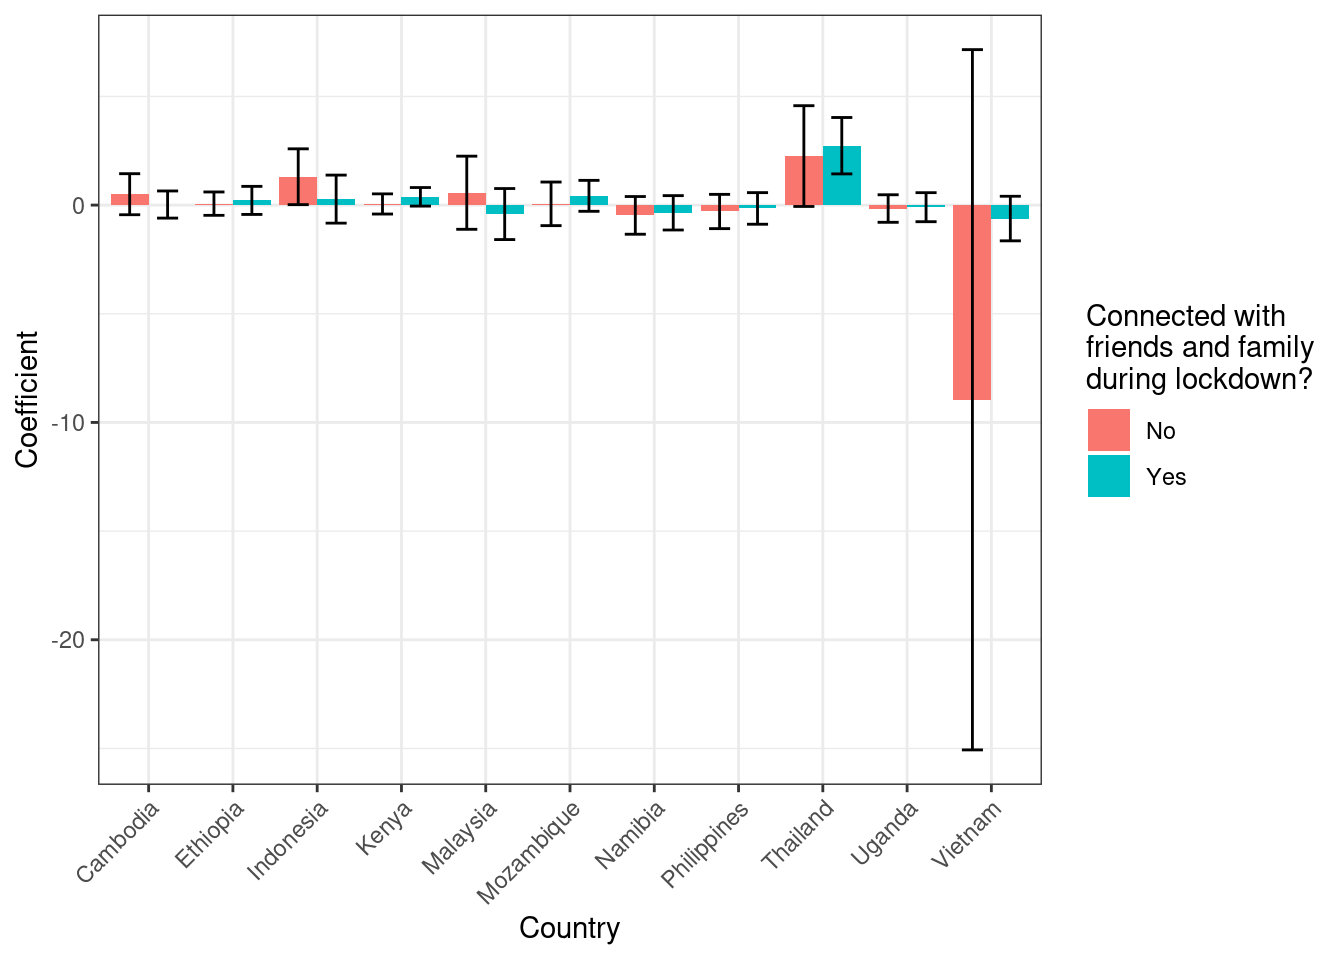 0
-10
-20
Coefficient
Cambodia
Ethiopia
Indonesia
Kenya
Malaysia
Mozambique
Namibia
Philippines
Thailand
Uganda
Vietnam
Country
Connected with
friends and family
during lockdown?
No
Yes